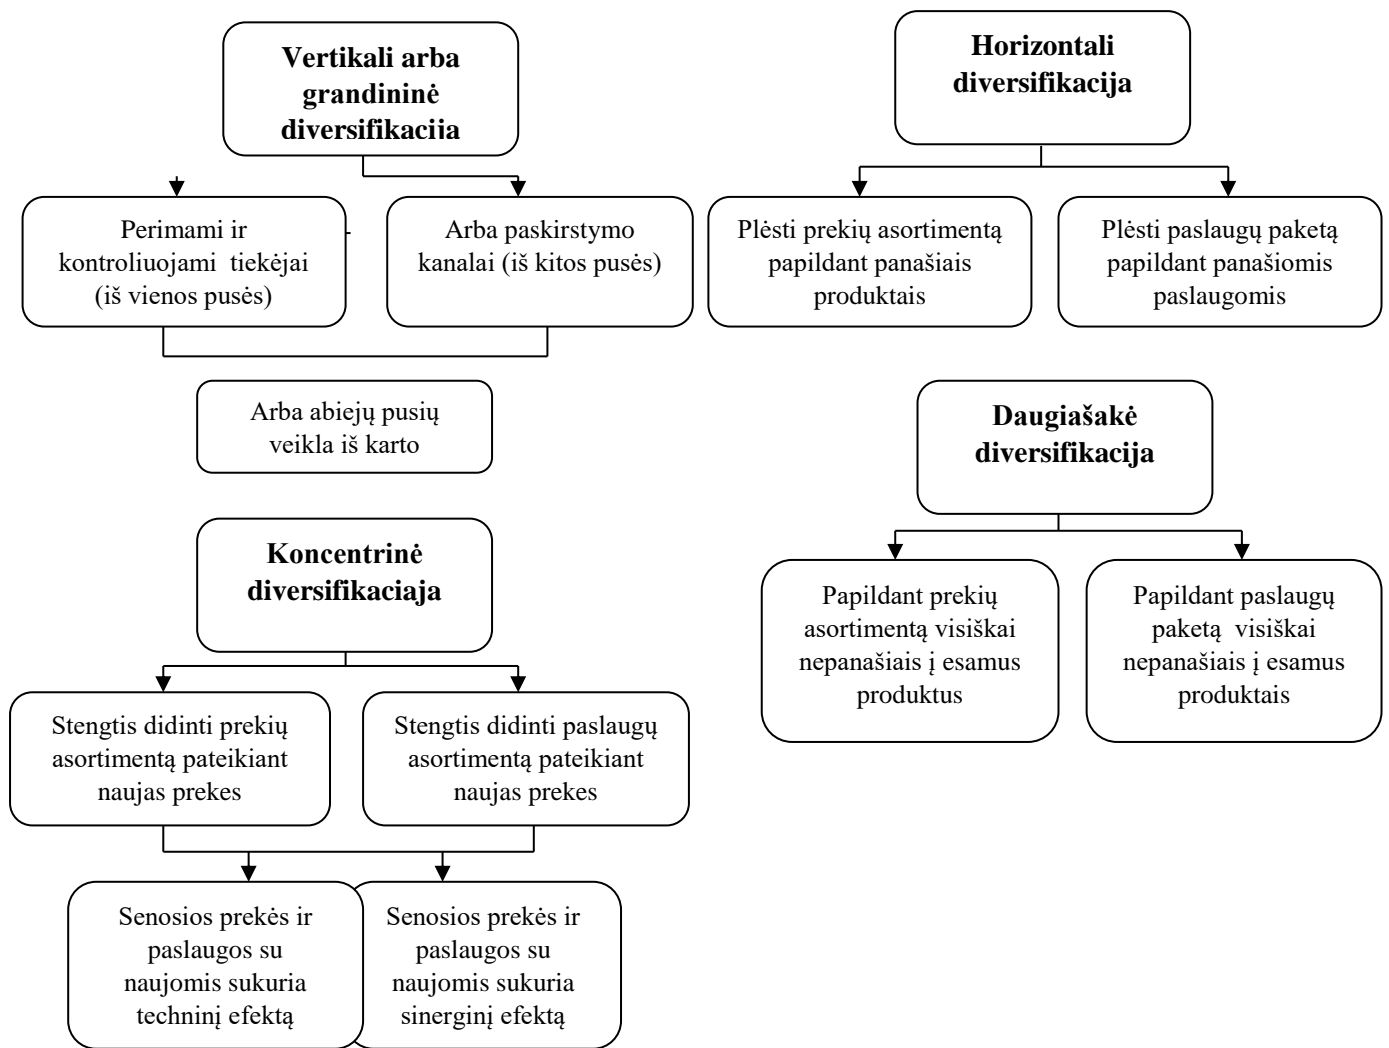 Vertikali arba
grandininė
diversifikacija
Horizontali
diversifikacija
Perimami ir
kontroliuojami tiekėjai
(iš vienos pusės)
Arba paskirstymo
kanalai (iš kitos pusės)
Plėsti prekių asortimentą
papildant panašiais
produktais
Plėsti paslaugų paketą
papildant panašiomis
paslaugomis
Arba abiejų pusių
veikla iš karto
Daugiašakė
diversifikacija
Koncentrinė
diversifikaciaja
Papildant prekių
asortimentą visiškai
nepanašiais į esamus
produktus
Papildant paslaugų
paketą visiškai
nepanašiais į esamus
produktais
Stengtis didinti prekių
asortimentą pateikiant
naujas prekes
Stengtis didinti paslaugų
asortimentą pateikiant
naujas prekes
Senosios prekės ir
paslaugos su
naujomis sukuria
techninį efektą
Senosios prekės ir
paslaugos su
naujomis sukuria
sinerginį efektą